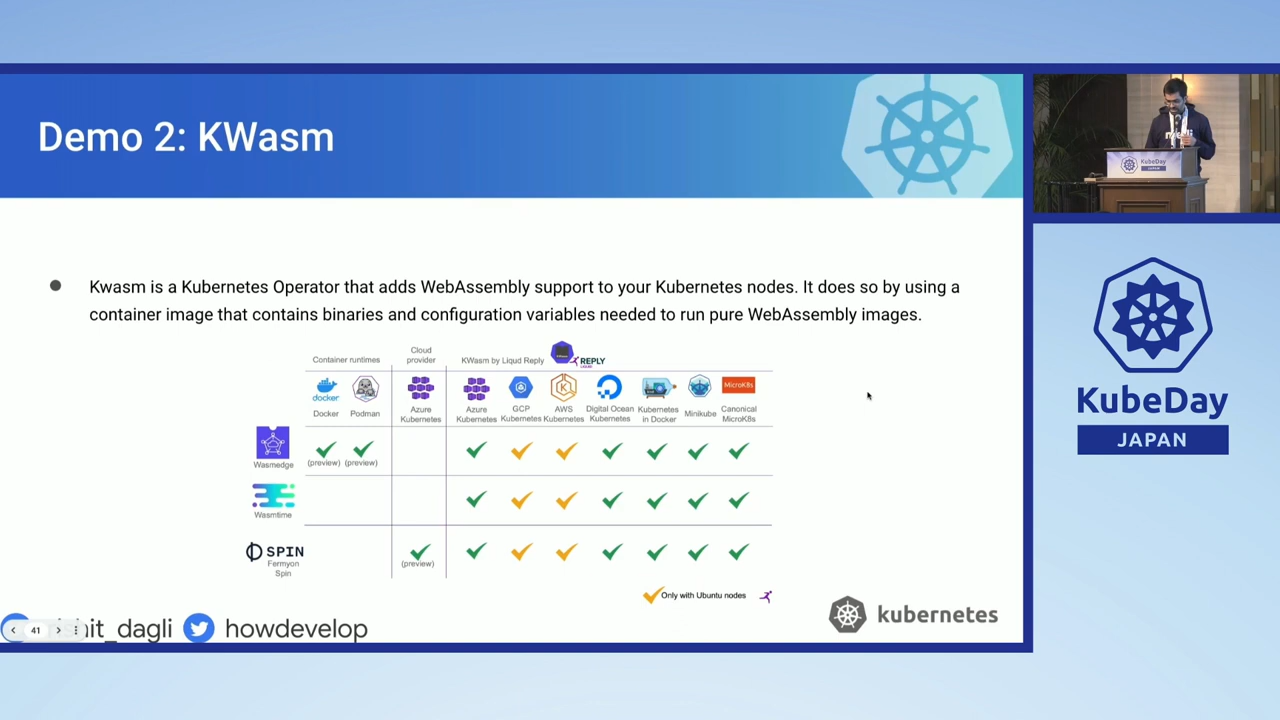 Demo 2: KWasm
Kwasm is a Kubernetes Operator that adds WebAssembly support to your Kubernetes nodes. It does so by using a
container image that contains binaries and configuration variables needed to run pure WebAssembly images.
Container runtimes
Cloud
provider
KWasm by Liqud Reply
REPLY
docker
Docker
Podman
Azure
Kubernetes
Azure
Kubernetes
GCP
Kubernetes
AWS
Kubernetes
Digital Ocean
Kubernetes
Kubernetes
in Docker
Minikube
MicroK8s
Canonical
MicroK8s
Wasmedge
(preview)
(preview)
Wasmtime
SPIN
Fermyon
Spin
(preview)
Only with Ubuntu nodes
41
hit_dagli
howdevelop
kubernetes
KubeDay
JAPAN
KubeDay
JAPAN